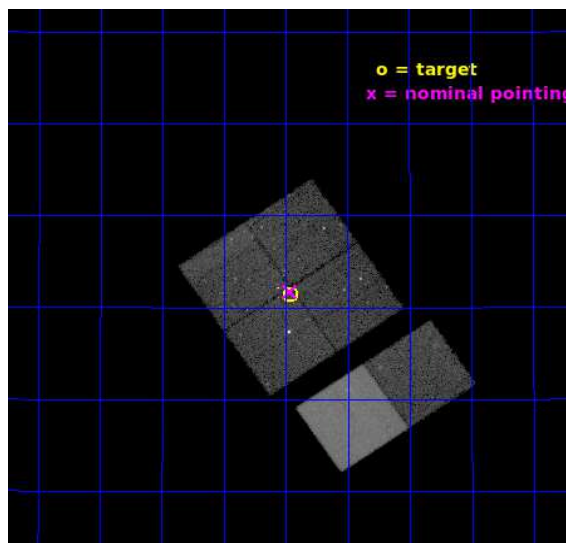 o = target
x = nominal pointing